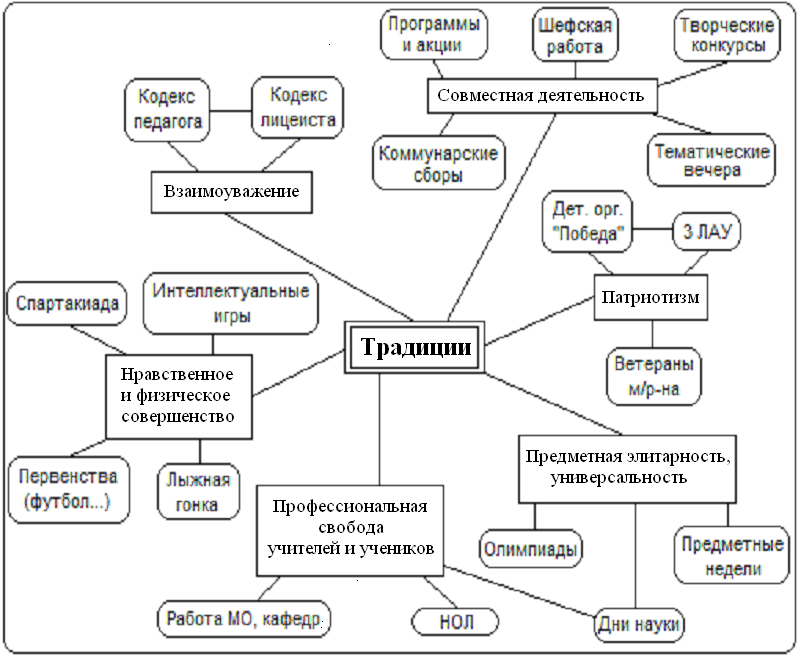 Программы
и акции
Шефская
работа
Творческие
конкурсы
Совместная деятельность
Кодекс
педагога
Кодекс
лицеиста
Коммунарские
сборы
Тематические
вечера
Взаимоуважение
Дет. орг.
"Победа"
3 ЛАУ
Патриотизм
Спартакиада
Интеллектуальные
игры
Традиции
Ветераны
м/р-на
Нравственное
и физическое
совершенство
Первенства
(футбол...)
Лыжная
гонка
Предметная элитарность,
универсальность
Профессиональная
свобода
учителей и учеников
Олимпиады
Предметные
недели
Работа МО, кафедр.
НОЛ
Дни науки